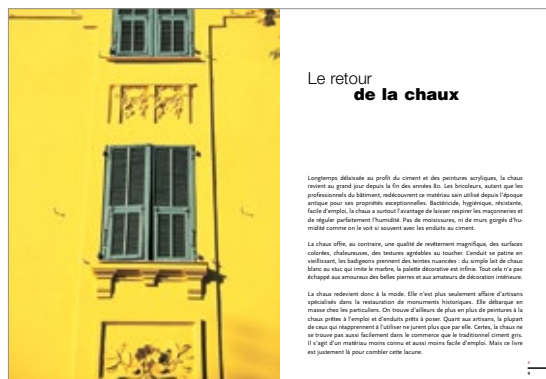 Le retour
de la chaux
Longtemps délaissée au profit du ciment et des peintures acryliques, la chaux
revient au grand jour depuis la fin des années 80. Les bricoleurs, autant que les
professionnels du bâtiment, redécouvrent ce matériau sain utilisé depuis l'époque
antique pour ses propriétés exceptionnelles. Bactéricide, hygiénique, résistante,
facile d'emploi, la chaux a surtout l'avantage de laisser respirer les maçonneries et
de réguler parfaitement l'humidité. Pas de moisissures, ni de murs gorgés d'hu-
midité comme on le voit si souvent avec les enduits au ciment.
La chaux offre, au contraire, une qualité de revêtement magnifique, des surfaces
colorées, chaleureuses, des textures agréables au toucher. L'enduit se patine en
vieillissant, les badigeons prennent des teintes nuancées : du simple lait de chaux
blanc au stuc qui imite le marbre, la palette décorative est infinie. Tout cela n'a pas
échappé aux amoureux des belles pierres et aux amateurs de décoration intérieure.
La chaux redevient donc à la mode. Elle n'est plus seulement affaire d'artisans
spécialisés dans la restauration de monuments historiques. Elle débarque en
masse chez les particuliers. On trouve d'ailleurs de plus en plus de peintures à la
chaux prêtes à l'emploi et d'enduits prêts à poser. Quant aux artisans, la plupart
de ceux qui réapprennent à l'utiliser ne jurent plus que par elle. Certes, la chaux ne
se trouve pas aussi facilement dans le commerce que le traditionnel ciment gris.
Il s'agit d'un matériau moins connu et aussi moins facile d'emploi. Mais ce livre
est justement là pour combler cette lacune.